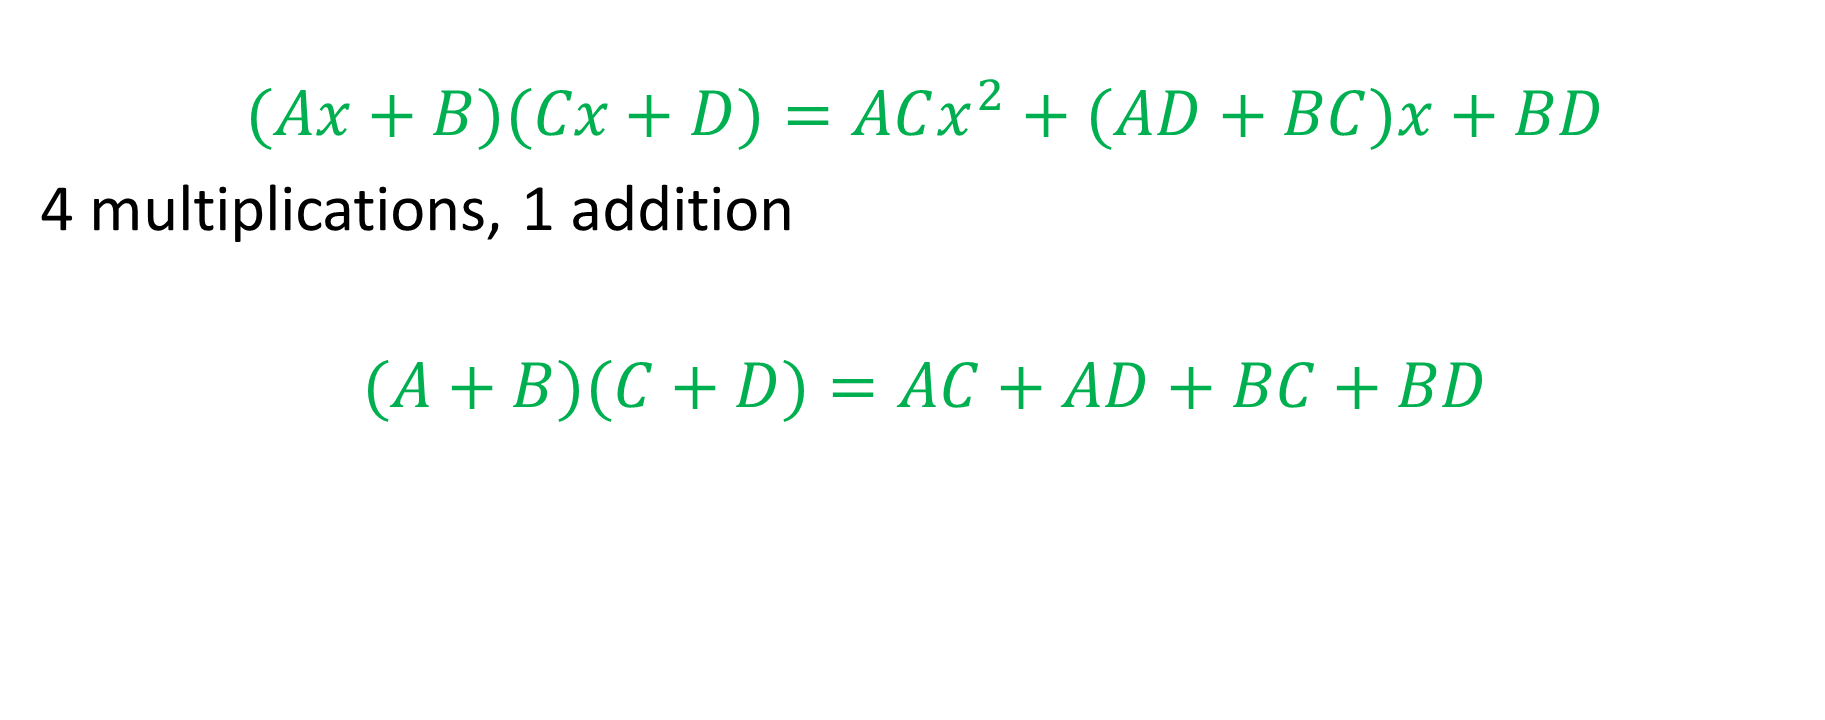 (Ax + B)(Cx + D) = ACx² + (AD + BC)x + BD
4 multiplications, 1 addition
(A + B)(C + D) = AC + AD + BC + BD